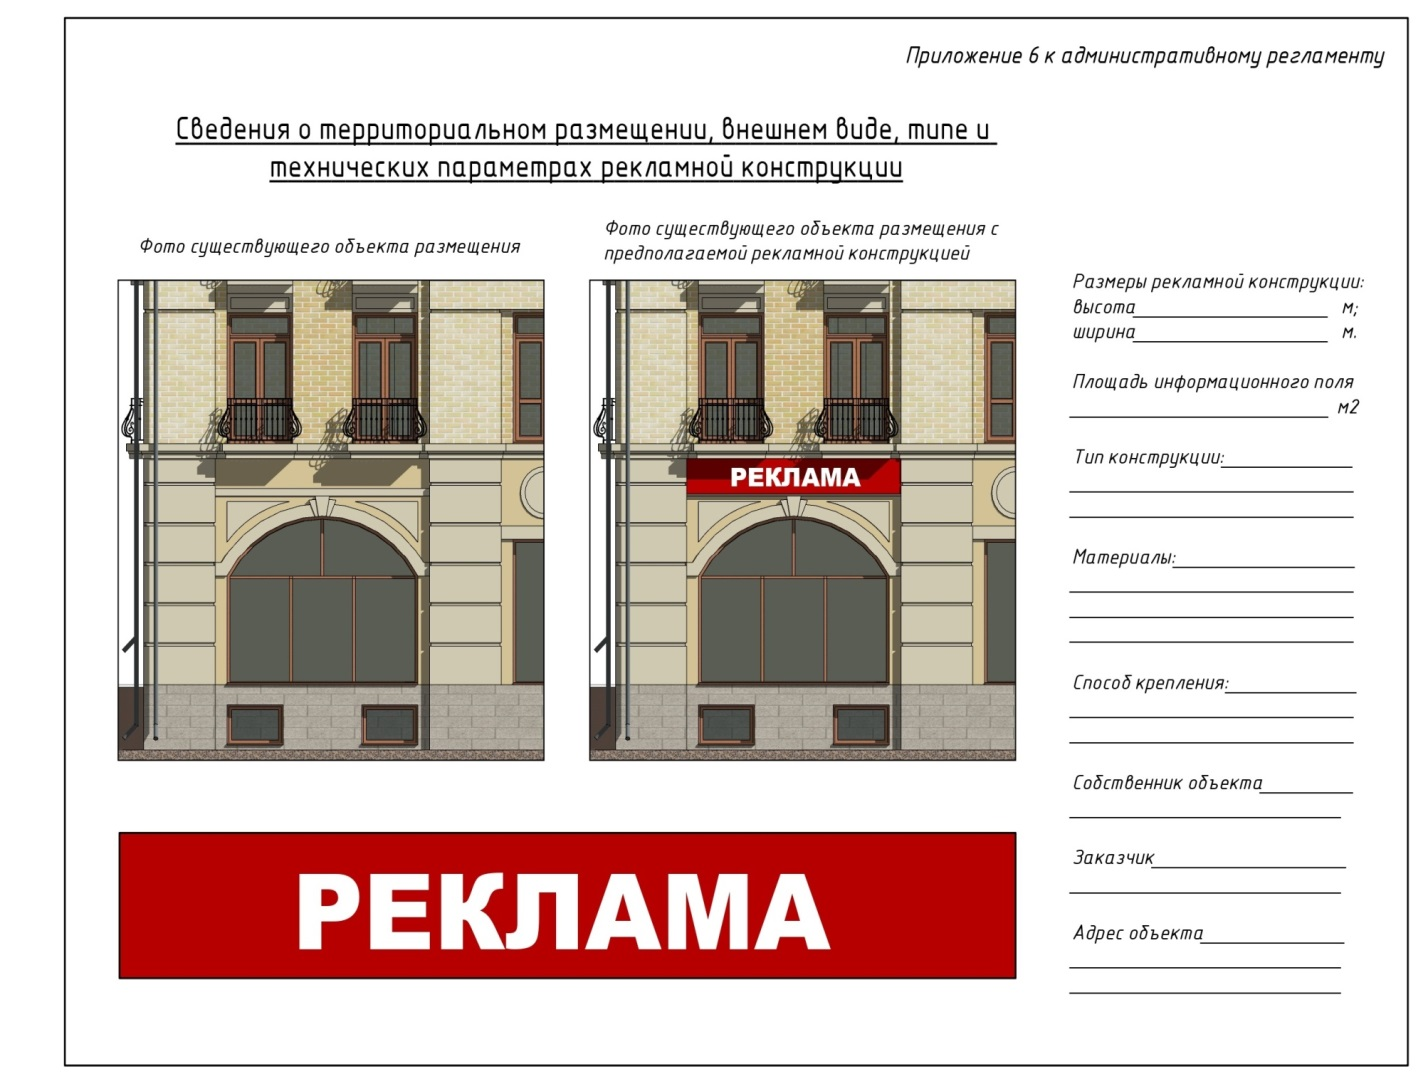 Приложение 6 к административному регламенту
Сведения о территориальном размещении, внешнем виде, типе и
технических параметрах рекламной конструкции
Фото существующего объекта размещения
Фото существующего объекта размещения с
предполагаемой рекламной конструкцией
РЕКЛАМА
РЕКЛАМА
Размеры рекламной конструкции:
высота м;
ширина м.
Площадь информационного поля
м2
Тип конструкции:
Материалы:
Способ крепления:
Собственник объекта
Заказчик
Адрес объекта